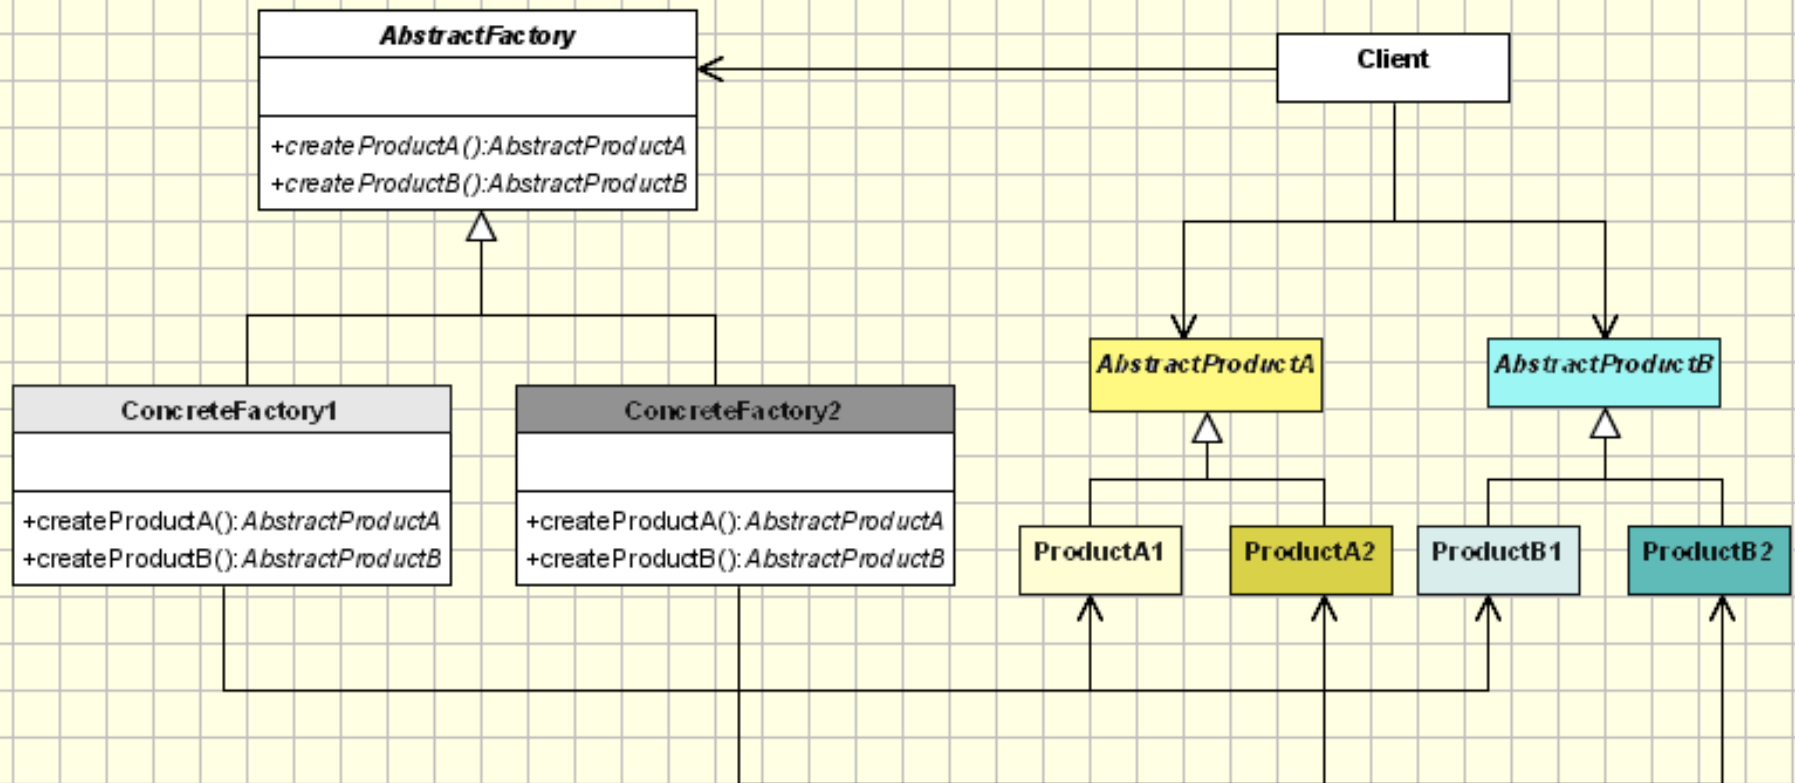 AbstractFactory
+createProductA():AbstractProductA
+createProductB():AbstractProductB
Client
AbstractProductA
AbstractProductB
ConcreteFactory1
+createProductA():AbstractProductA
+createProductB():AbstractProductB
ConcreteFactory2
+createProductA():AbstractProductA
+createProductB():AbstractProductB
ProductA1
ProductA2
ProductB1
ProductB2